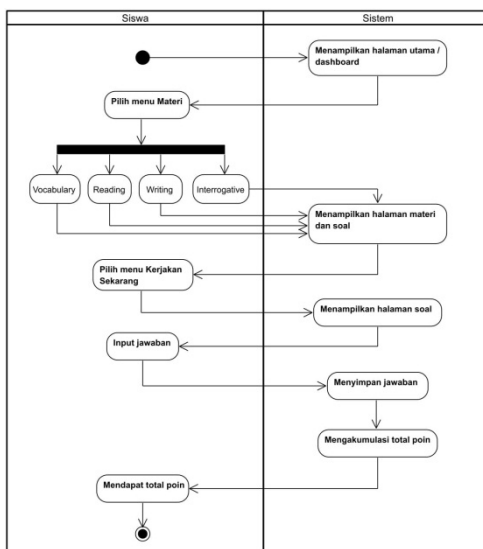 Siswa
Sistem
Menampilkan halaman utama /
dashboard
Pilih menu Materi
Vocabulary
Reading
Writing
Interrogative
Menampilkan halaman materi
dan soal
Pilih menu Kerjakan
Sekarang
Menampilkan halaman soal
Input jawaban
Menyimpan jawaban
Mengakumulasi total poin
Mendapat total poin